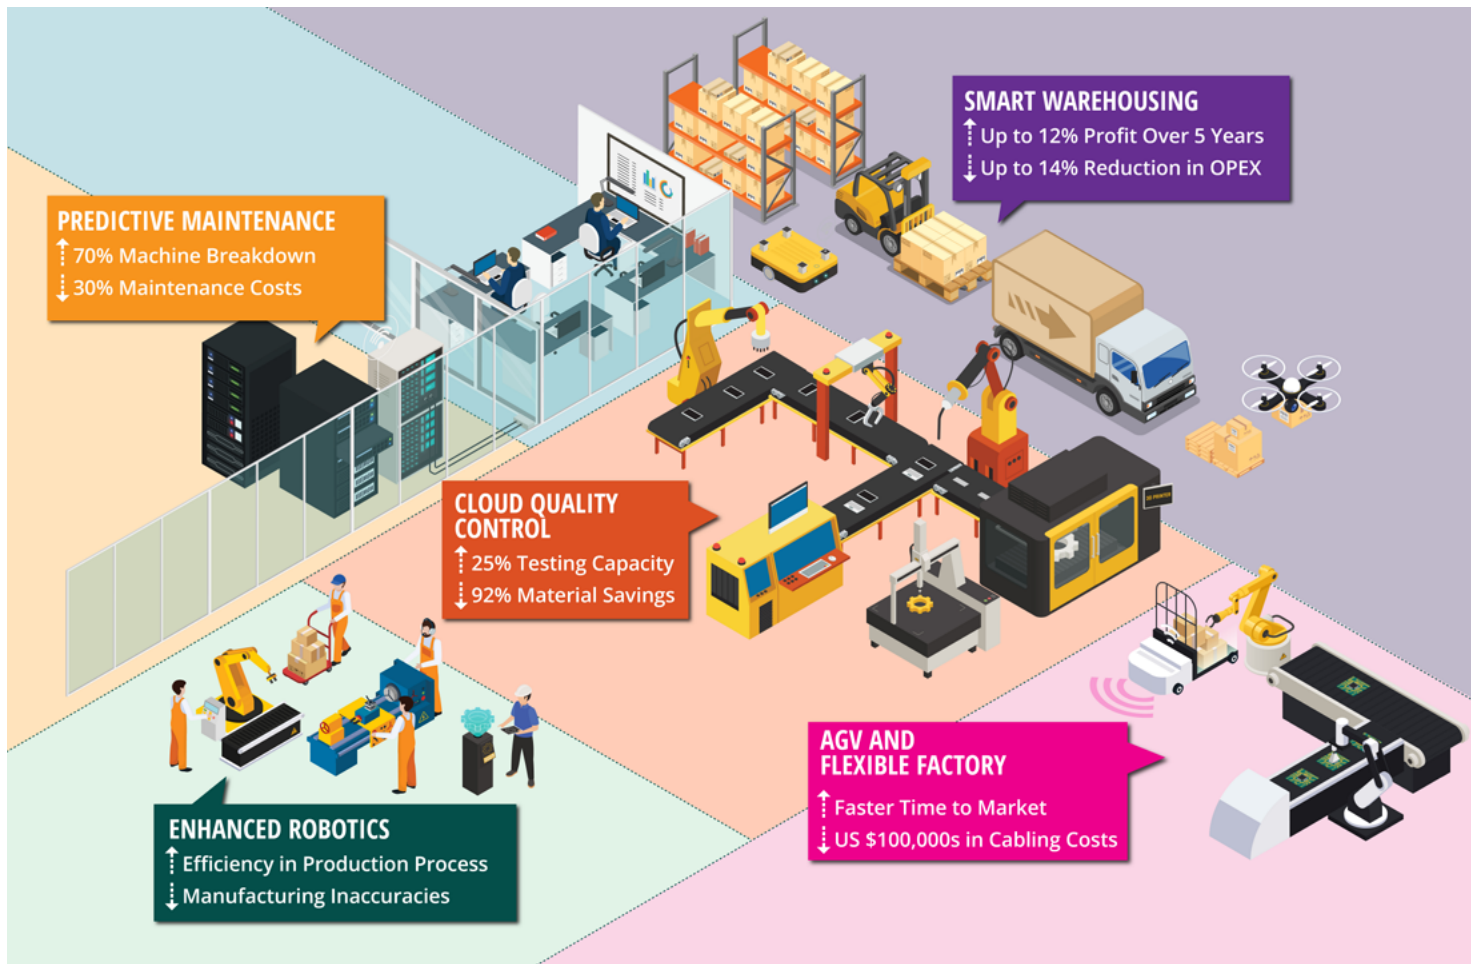 SMART WAREHOUSING
Up to 12% Profit Over 5 Years
Up to 14% Reduction in OPEX
PREDICTIVE MAINTENANCE
70% Machine Breakdown
30% Maintenance Costs
CLOUD QUALITY
CONTROL
25% Testing Capacity
92% Material Savings
3D PRINTER
AGV AND
FLEXIBLE FACTORY
Faster Time to Market
US $100,000s in Cabling Costs
ENHANCED ROBOTICS
Efficiency in Production Process
Manufacturing Inaccuracies